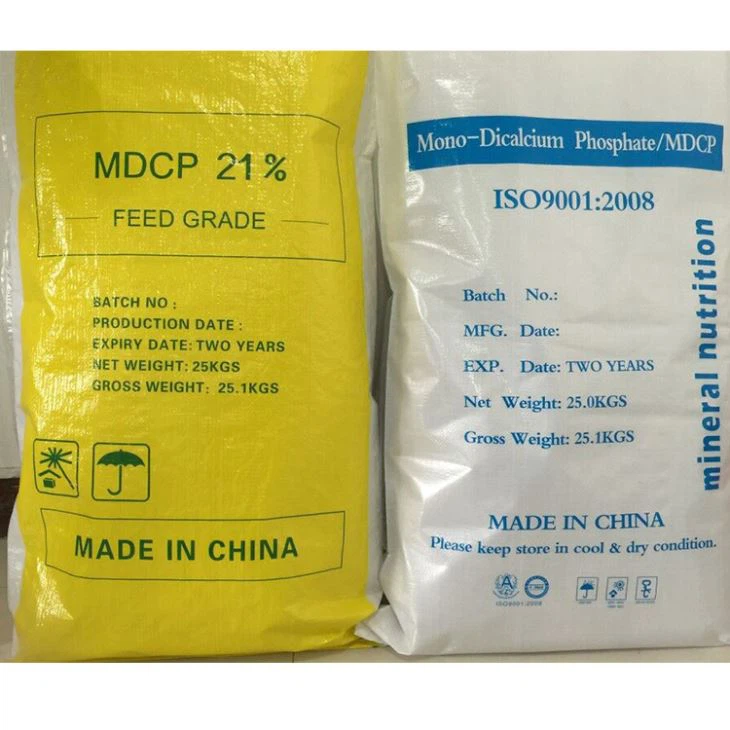 MDCP 21%
FEED GRADE
BATCH NO :
PRODUCTION DATE :
EXPIRY DATE: TWO YEARS
NET WEIGHT: 25KGS
GROSS WEIGHT: 25.1KGS
MADE IN CHINA
Mono-Dicalcium Phosphate/MDCP
ISO9001:2008
mineral nutrition
Batch No.:
MFG. Date:
EXP. Date: TWO YEARS
Net Weight: 25.0KGS
Gross Weight: 25.1KGS
MADE IN CHINA
Please keep store in cool & dry condition.
ISO9001:2008